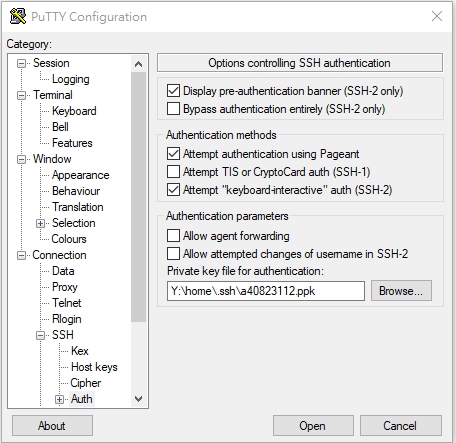 PuTTY Configuration
Category:
Session
Logging
Terminal
Keyboard
Bell
Features
Window
Appearance
Behaviour
Translation
Selection
Colours
Connection
Data
Proxy
Telnet
Rlogin
SSH
Kex
Host keys
Cipher
Auth
Options controlling SSH authentication
Display pre-authentication banner (SSH-2 only)
Bypass authentication entirely (SSH-2 only)
Authentication methods
Attempt authentication using Pageant
Attempt TIS or CryptoCard auth (SSH-1)
Attempt "keyboard-interactive" auth (SSH-2)
Authentication parameters
Allow agent forwarding
Allow attempted changes of username in SSH-2
Private key file for authentication:
Y:\home\.ssh\a40823112.ppk
Browse...
About
Open
Cancel